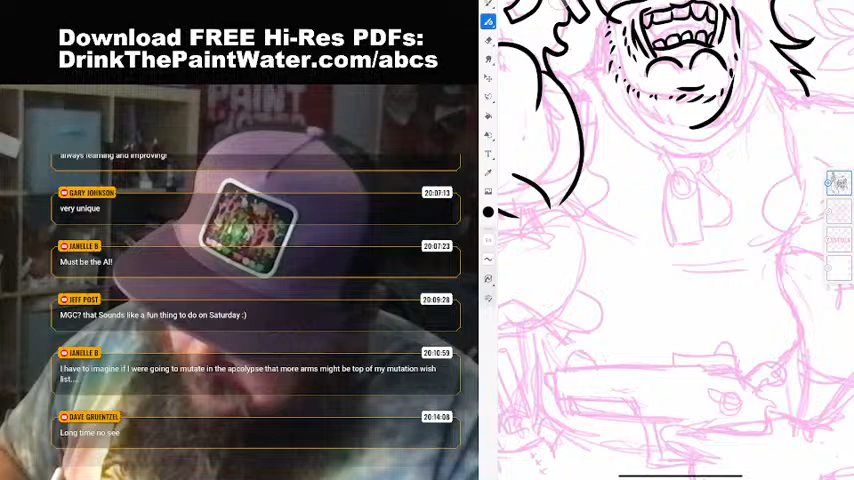 Download FREE Hi-Res PDFs:
DrinkThePaintWater.com/abcs
PAINT
always learning and improving!
GARY JOHNSON 20:07:13
very unique
JANELLE B 20:07:23
Must be the AI!
JEFF POST 20:09:28
MGC? that Sounds like a fun thing to do on Saturday :)
JANELLE B 20:10:59
I have to imagine if I were going to mutate in the apcolypse that more arms might be top of my mutation wish
list....
DAVE GRUENTZEL 20:14:08
Long time no see